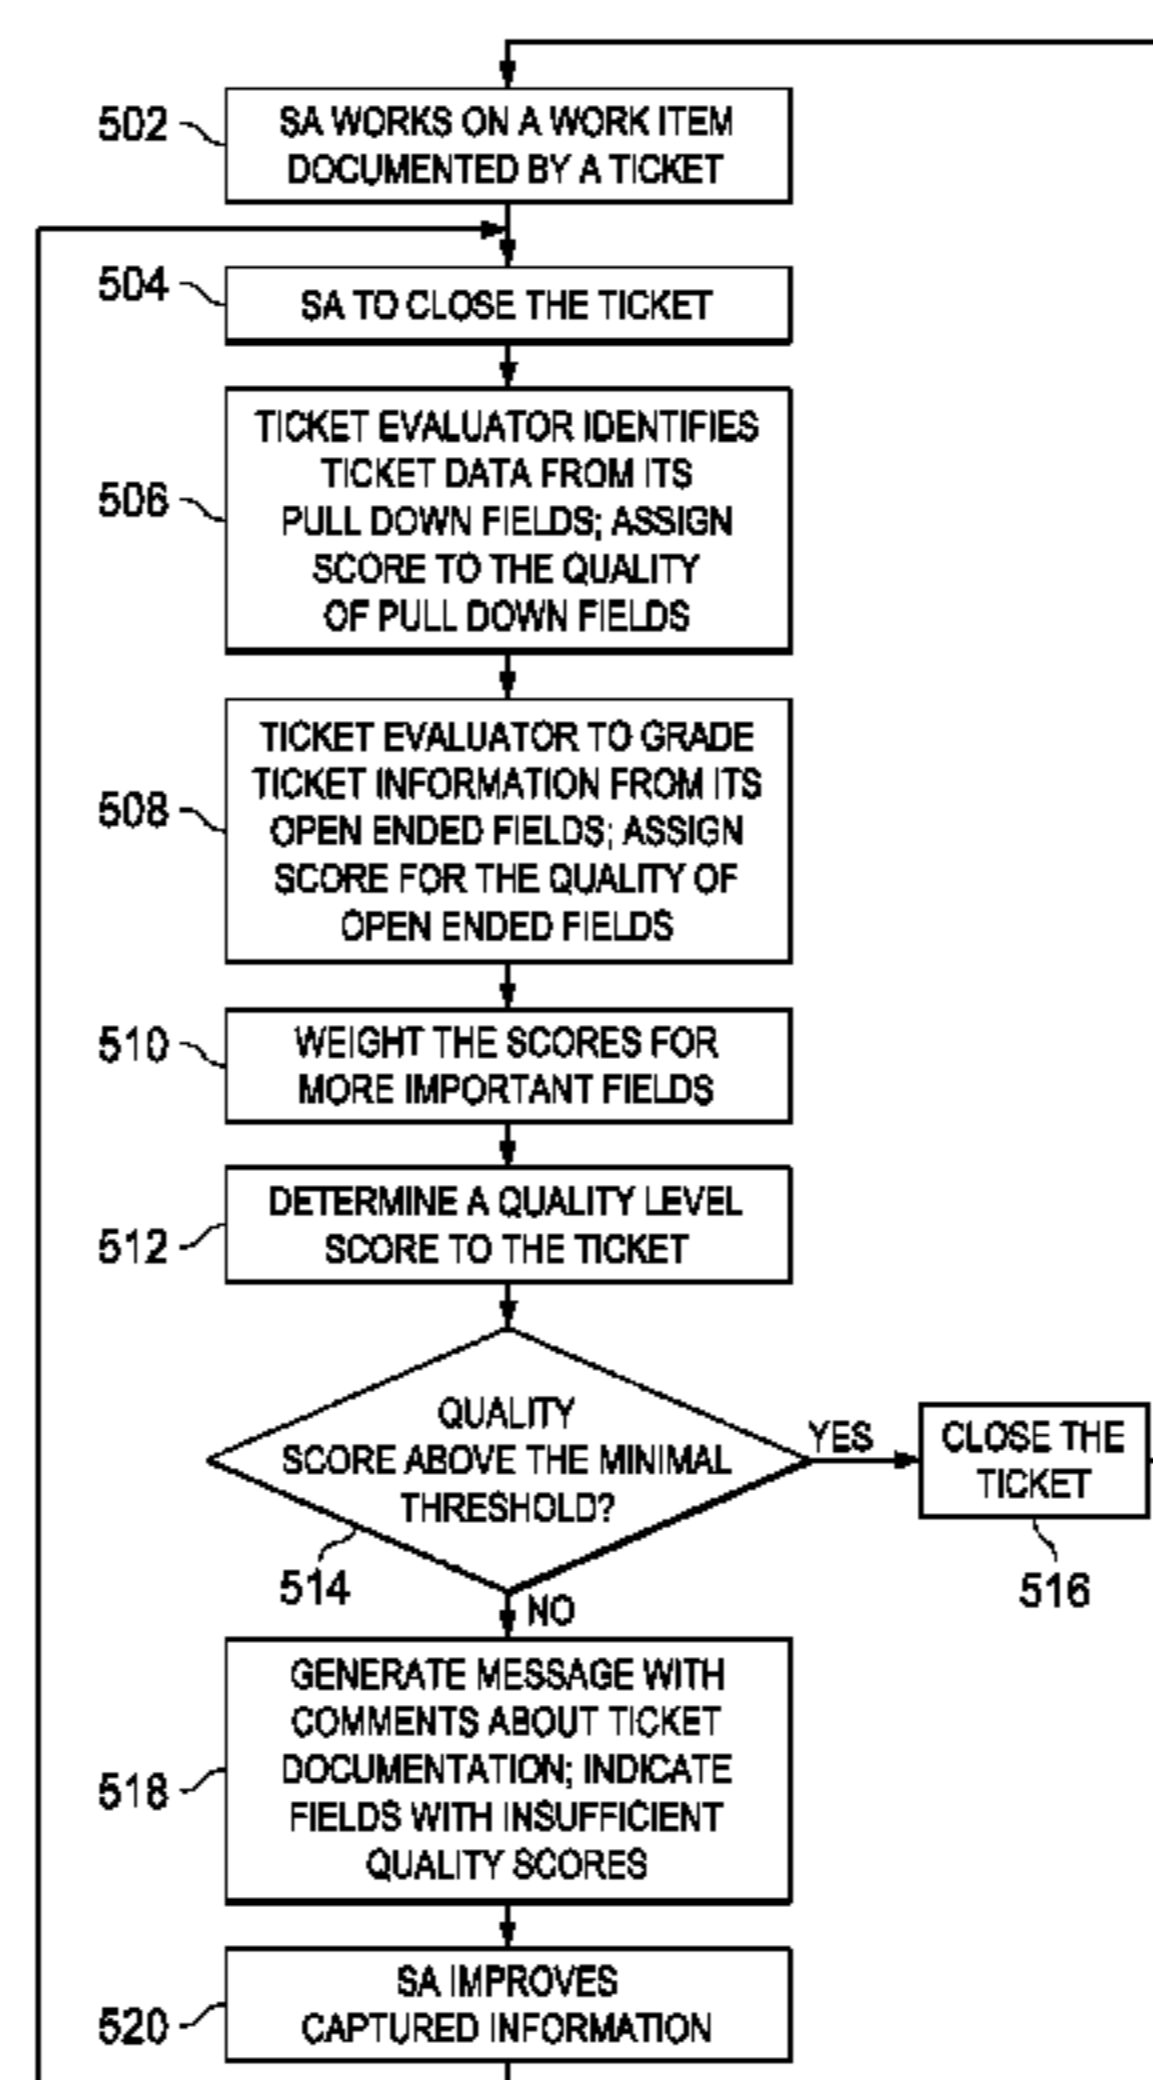 502
SA WORKS ON A WORK ITEM
DOCUMENTED BY A TICKET
504
SA TO CLOSE THE TICKET
506
TICKET EVALUATOR IDENTIFIES
TICKET DATA FROM ITS
PULL DOWN FIELDS; ASSIGN
SCORE TO THE QUALITY
OF PULL DOWN FIELDS
508
TICKET EVALUATOR TO GRADE
TICKET INFORMATION FROM ITS
OPEN ENDED FIELDS; ASSIGN
SCORE FOR THE QUALITY OF
OPEN ENDED FIELDS
510
WEIGHT THE SCORES FOR
MORE IMPORTANT FIELDS
512
DETERMINE A QUALITY LEVEL
SCORE TO THE TICKET
QUALITY
SCORE ABOVE THE MINIMAL
THRESHOLD?
514
YES
CLOSE THE
TICKET
516
NO
GENERATE MESSAGE WITH
COMMENTS ABOUT TICKET
DOCUMENTATION; INDICATE
FIELDS WITH INSUFFICIENT
QUALITY SCORES
518
SA IMPROVES
CAPTURED INFORMATION
520